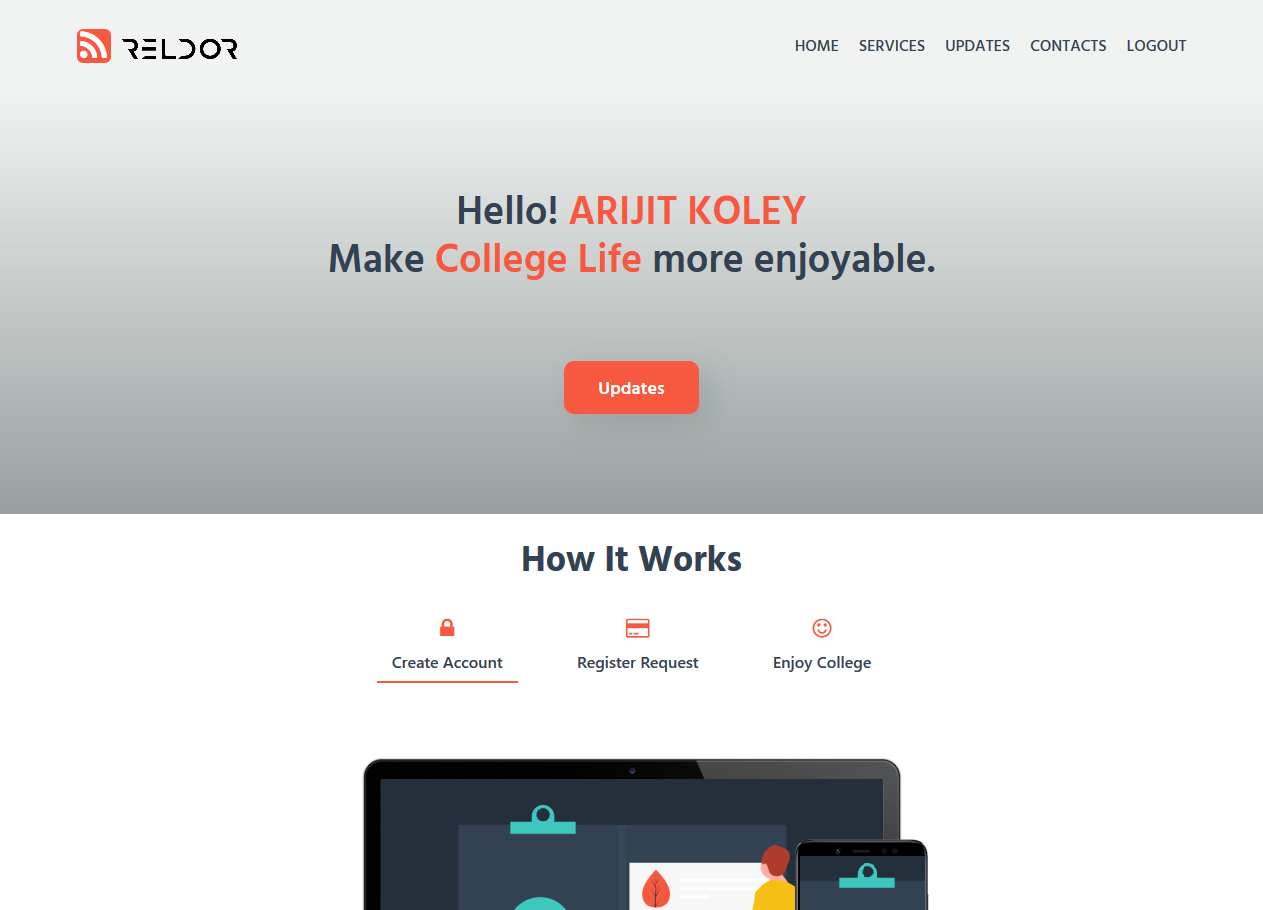 RELDOR
HOME SERVICES UPDATES CONTACTS LOGOUT
Hello! ARIJIT KOLEY
Make College Life more enjoyable.
Updates
How It Works
Create Account
Register Request
Enjoy College